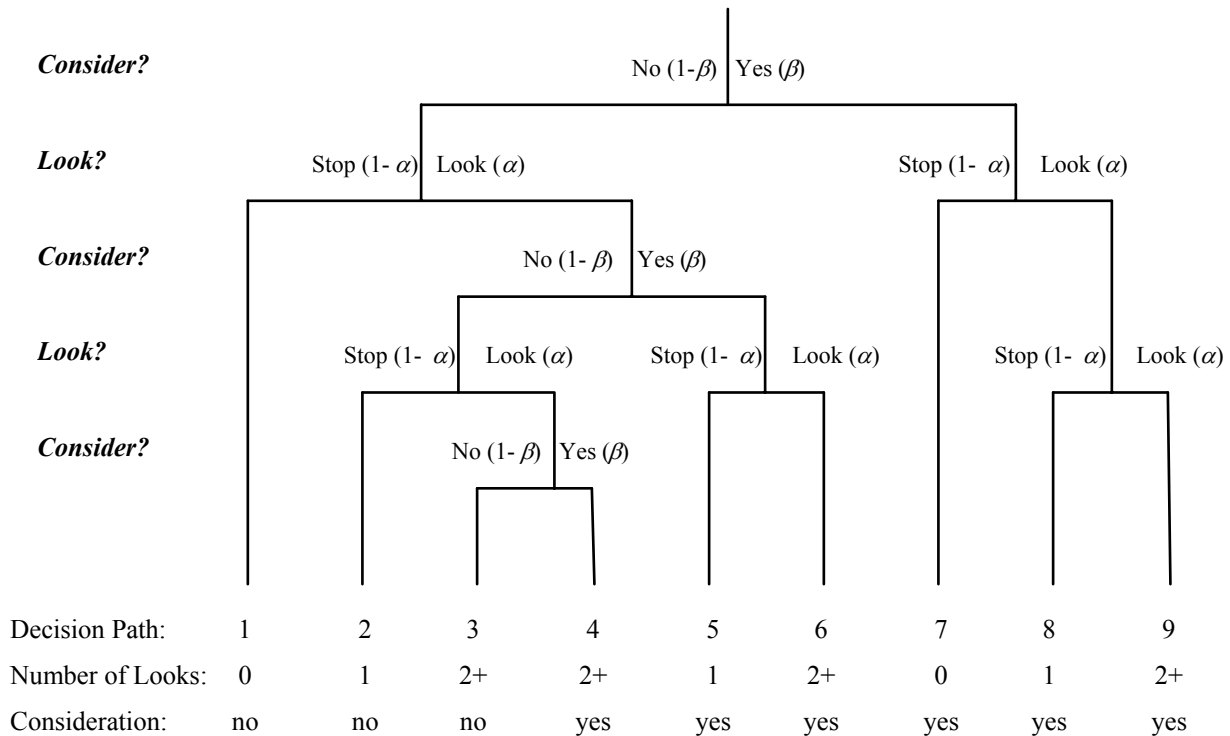 Consider? No (1-β) Yes (β)
Look? Stop (1- α) Look (α) Stop (1- α) Look (α)
Consider? No (1- β) Yes (β)
Look? Stop (1- α) Look (α) Stop (1- α) Look (α) Stop (1- α) Look (α)
Consider? No (1- β) Yes (β)
Decision Path: 1 2 3 4 5 6 7 8 9
Number of Looks: 0 1 2+ 2+ 1 2+ 0 1 2+
Consideration: no no no yes yes yes yes yes yes